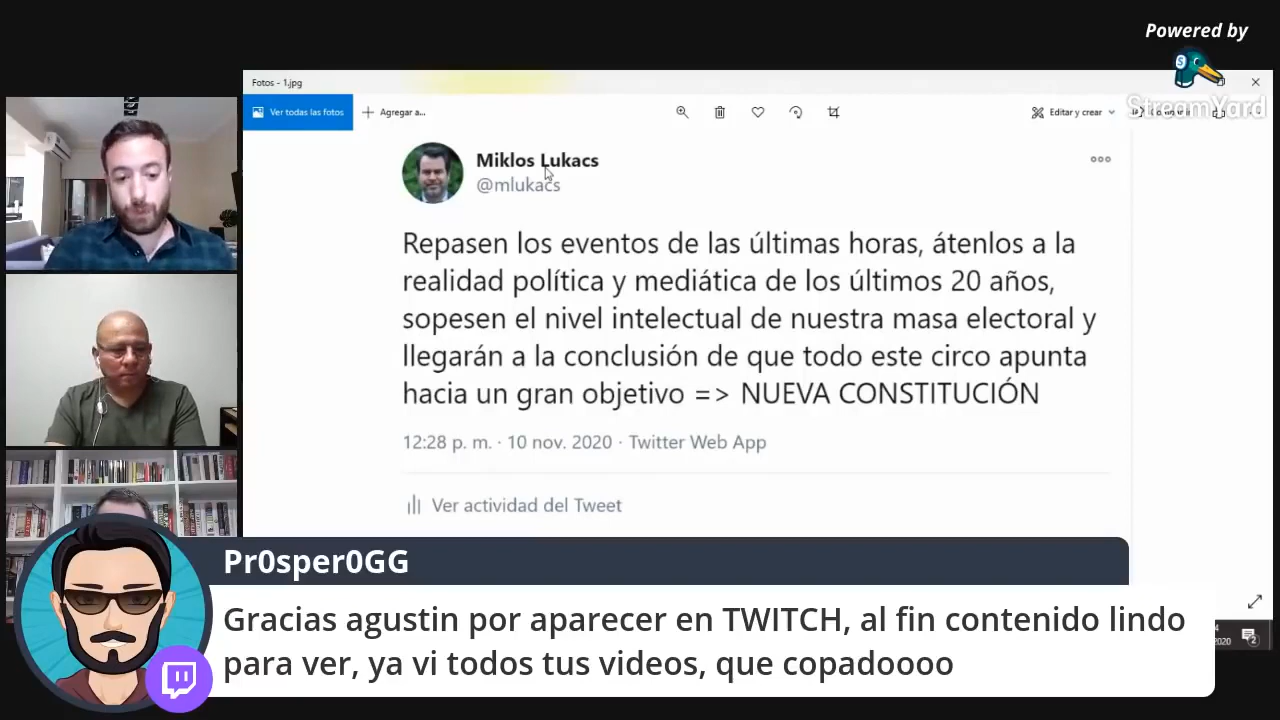 Powered by
StreamYard
Fotos - 1.jpg
Ver todas las fotos
Agregar a...
Editar y crear
Miklos Lukacs
@mlukacs
Repasen los eventos de las últimas horas, átenlos a la
realidad política y mediática de los últimos 20 años,
sopesen el nivel intelectual de nuestra masa electoral y
llegarán a la conclusión de que todo este circo apunta
hacia un gran objetivo => NUEVA CONSTITUCIÓN
12:28 p. m. · 10 nov. 2020 · Twitter Web App
Ver actividad del Tweet
Pr0sper0GG
Gracias agustin por aparecer en TWITCH, al fin contenido lindo
para ver, ya vi todos tus videos, que copadoooo